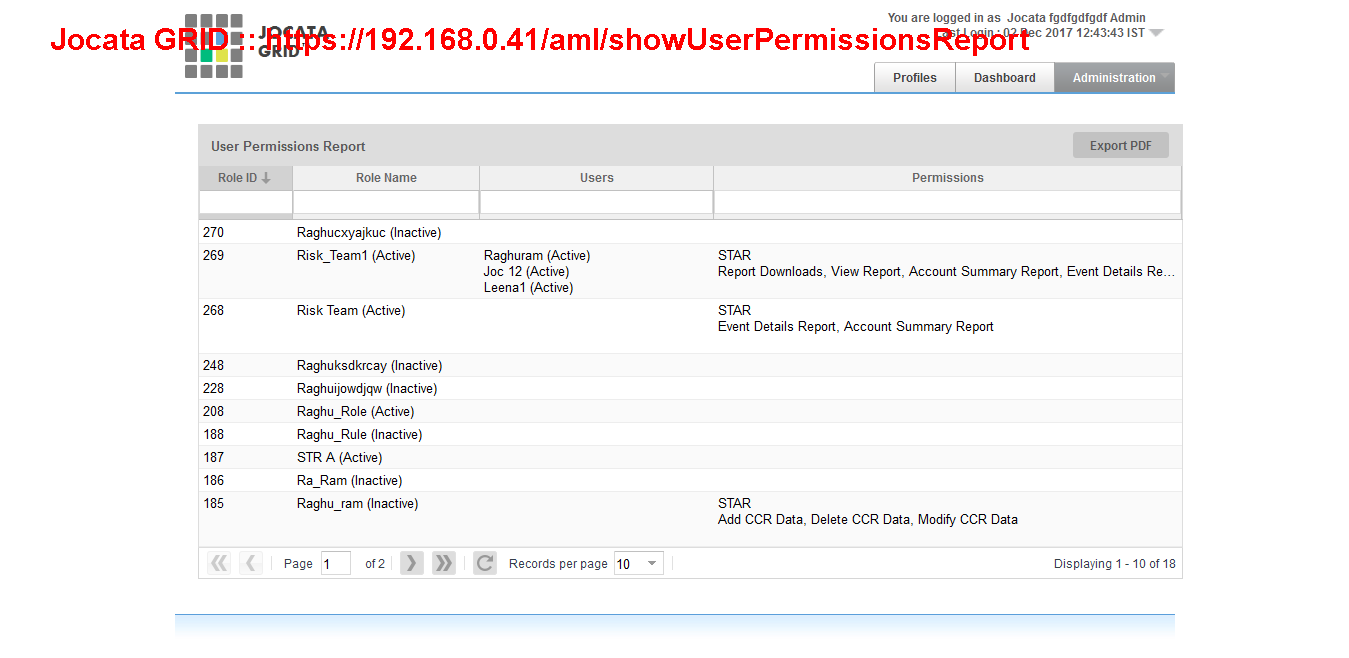 You are logged in as Jocata fgdfgdfgdf Admin
Jocata GRID :: https://192.168.0.41/aml/showUserPermissionsReport
JOCATA
GRID
Last Login : 02 Dec 2017 12:43:43 IST
Profiles Dashboard Administration
User Permissions Report Export PDF
Role ID Role Name Users Permissions
270 Raghucxyajkuc (Inactive)
269 Risk_Team1 (Active) Raghuram (Active) STAR
Joc 12 (Active) Report Downloads, View Report, Account Summary Report, Event Details Re...
Leena1 (Active)
268 Risk Team (Active) STAR
Event Details Report, Account Summary Report
248 Raghuksdkrcay (Inactive)
228 Raghuijowdjqw (Inactive)
208 Raghu_Role (Active)
188 Raghu_Rule (Inactive)
187 STR A (Active)
186 Ra_Ram (Inactive)
185 Raghu_ram (Inactive) STAR
Add CCR Data, Delete CCR Data, Modify CCR Data
Page 1 of 2 Records per page 10 Displaying 1 - 10 of 18